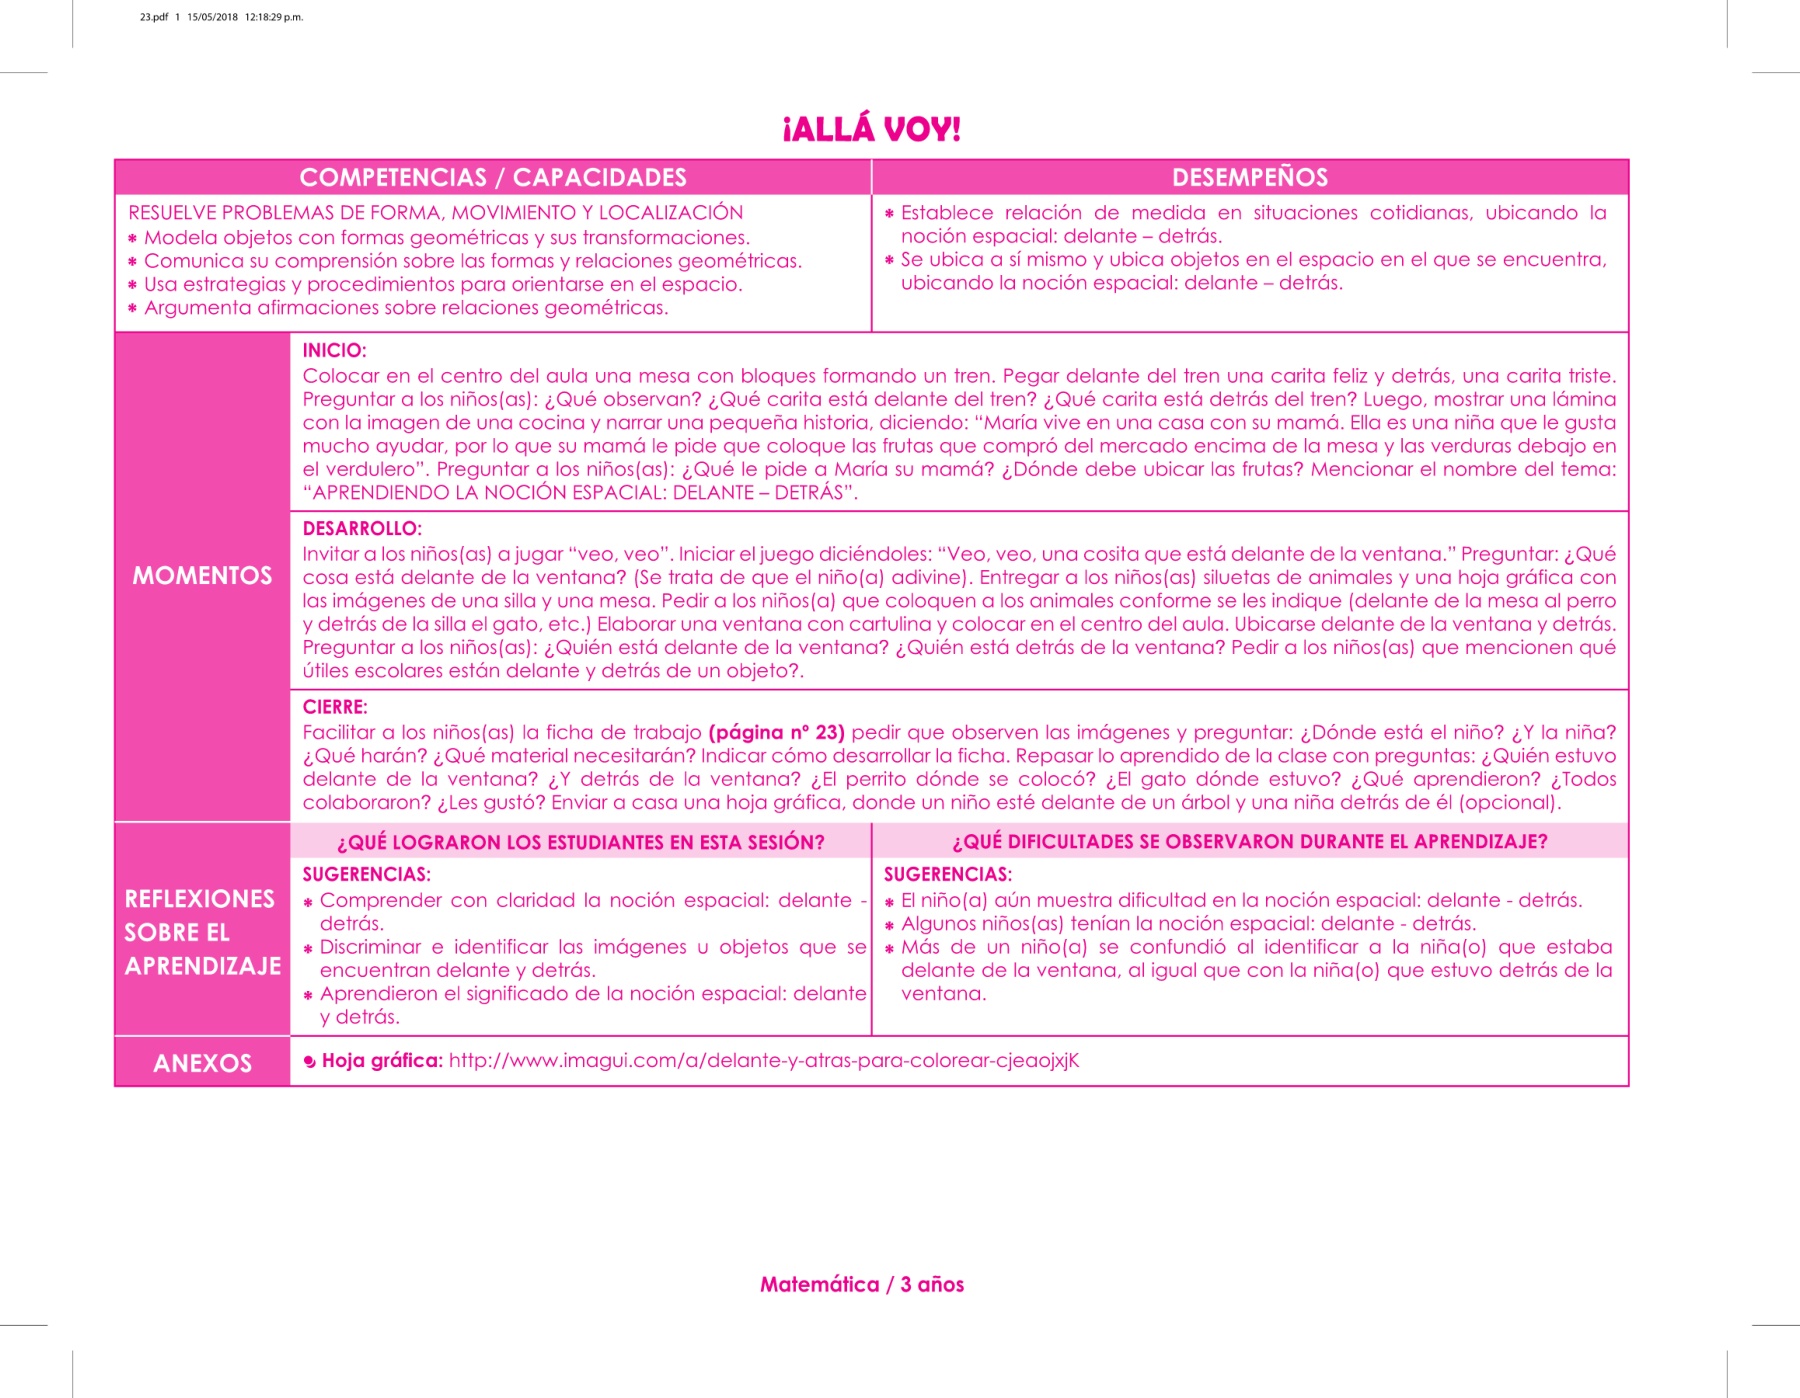 23.pdf 1 15/05/2018 12:18:29 p.m.
¡ALLÁ VOY!
COMPETENCIAS / CAPACIDADES
DESEMPEÑOS
RESUELVE PROBLEMAS DE FORMA, MOVIMIENTO Y LOCALIZACIÓN
* Modela objetos con formas geométricas y sus transformaciones.
* Comunica su comprensión sobre las formas y relaciones geométricas.
* Usa estrategias y procedimientos para orientarse en el espacio.
* Argumenta afirmaciones sobre relaciones geométricas.
* Establece relación de medida en situaciones cotidianas, ubicando la
noción espacial: delante – detrás.
* Se ubica a sí mismo y ubica objetos en el espacio en el que se encuentra,
ubicando la noción espacial: delante – detrás.
MOMENTOS
INICIO:
Colocar en el centro del aula una mesa con bloques formando un tren. Pegar delante del tren una carita feliz y detrás, una carita triste.
Preguntar a los niños(as): ¿Qué observan? ¿Qué carita está delante del tren? ¿Qué carita está detrás del tren? Luego, mostrar una lámina
con la imagen de una cocina y narrar una pequeña historia, diciendo: “María vive en una casa con su mamá. Ella es una niña que le gusta
mucho ayudar, por lo que su mamá le pide que coloque las frutas que compró del mercado encima de la mesa y las verduras debajo en
el verdulero”. Preguntar a los niños(as): ¿Qué le pide a María su mamá? ¿Dónde debe ubicar las frutas? Mencionar el nombre del tema:
“APRENDIENDO LA NOCIÓN ESPACIAL: DELANTE – DETRÁS”.
DESARROLLO:
Invitar a los niños(as) a jugar “veo, veo”. Iniciar el juego diciéndoles: “Veo, veo, una cosita que está delante de la ventana.” Preguntar: ¿Qué
cosa está delante de la ventana? (Se trata de que el niño(a) adivine). Entregar a los niños(as) siluetas de animales y una hoja gráfica con
las imágenes de una silla y una mesa. Pedir a los niños(a) que coloquen a los animales conforme se les indique (delante de la mesa al perro
y detrás de la silla el gato, etc.) Elaborar una ventana con cartulina y colocar en el centro del aula. Ubicarse delante de la ventana y detrás.
Preguntar a los niños(as): ¿Quién está delante de la ventana? ¿Quién está detrás de la ventana? Pedir a los niños(as) que mencionen qué
útiles escolares están delante y detrás de un objeto?.
CIERRE:
Facilitar a los niños(as) la ficha de trabajo (página nº 23) pedir que observen las imágenes y preguntar: ¿Dónde está el niño? ¿Y la niña?
¿Qué harán? ¿Qué material necesitarán? Indicar cómo desarrollar la ficha. Repasar lo aprendido de la clase con preguntas: ¿Quién estuvo
delante de la ventana? ¿Y detrás de la ventana? ¿El perrito dónde se colocó? ¿El gato dónde estuvo? ¿Qué aprendieron? ¿Todos
colaboraron? ¿Les gustó? Enviar a casa una hoja gráfica, donde un niño esté delante de un árbol y una niña detrás de él (opcional).
REFLEXIONES
SOBRE EL
APRENDIZAJE
¿QUÉ LOGRARON LOS ESTUDIANTES EN ESTA SESIÓN?
SUGERENCIAS:
* Comprender con claridad la noción espacial: delante -
detrás.
* Discriminar e identificar las imágenes u objetos que se
encuentran delante y detrás.
* Aprendieron el significado de la noción espacial: delante
y detrás.
¿QUÉ DIFICULTADES SE OBSERVARON DURANTE EL APRENDIZAJE?
SUGERENCIAS:
* El niño(a) aún muestra dificultad en la noción espacial: delante - detrás.
* Algunos niños(as) tenían la noción espacial: delante - detrás.
* Más de un niño(a) se confundió al identificar a la niña(o) que estaba
delante de la ventana, al igual que con la niña(o) que estuvo detrás de la
ventana.
ANEXOS
Hoja gráfica: http://www.imagui.com/a/delante-y-atras-para-colorear-cjeaojxjK
Matemática / 3 años